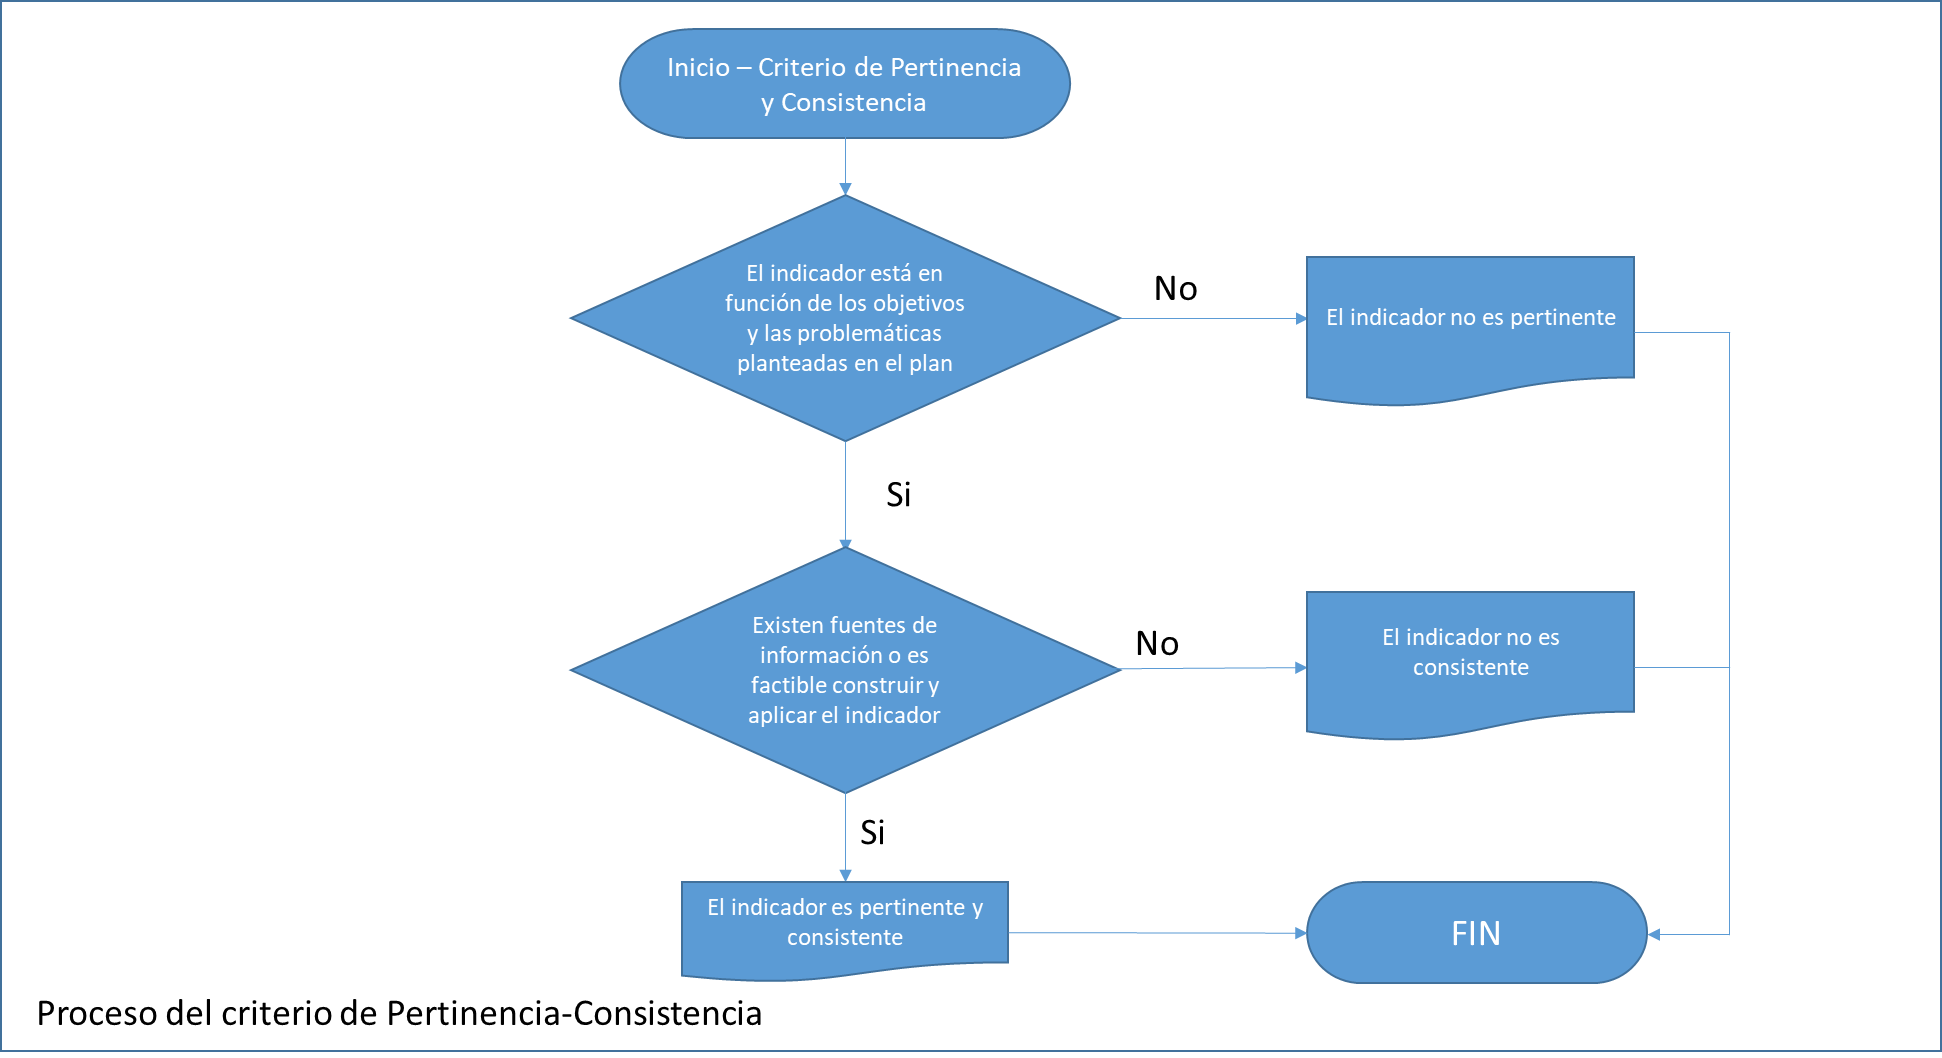 Inicio – Criterio de Pertinencia
y Consistencia
El indicador está en
función de los objetivos
y las problemáticas
planteadas en el plan
No
El indicador no es pertinente
Si
Existen fuentes de
información o es
factible construir y
aplicar el indicador
No
El indicador no es
consistente
Si
El indicador es pertinente y
consistente
FIN
Proceso del criterio de Pertinencia-Consistencia